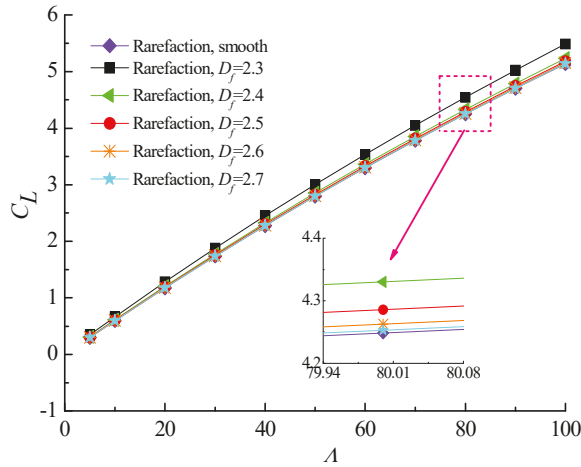 6
5
4
3
2
1
0
-1
C_L
Rarefaction, smooth
Rarefaction, D_f=2.3
Rarefaction, D_f=2.4
Rarefaction, D_f=2.5
Rarefaction, D_f=2.6
Rarefaction, D_f=2.7
4.4
4.3
4.2
79.94 80.01 80.08
0 20 40 60 80 100
Λ